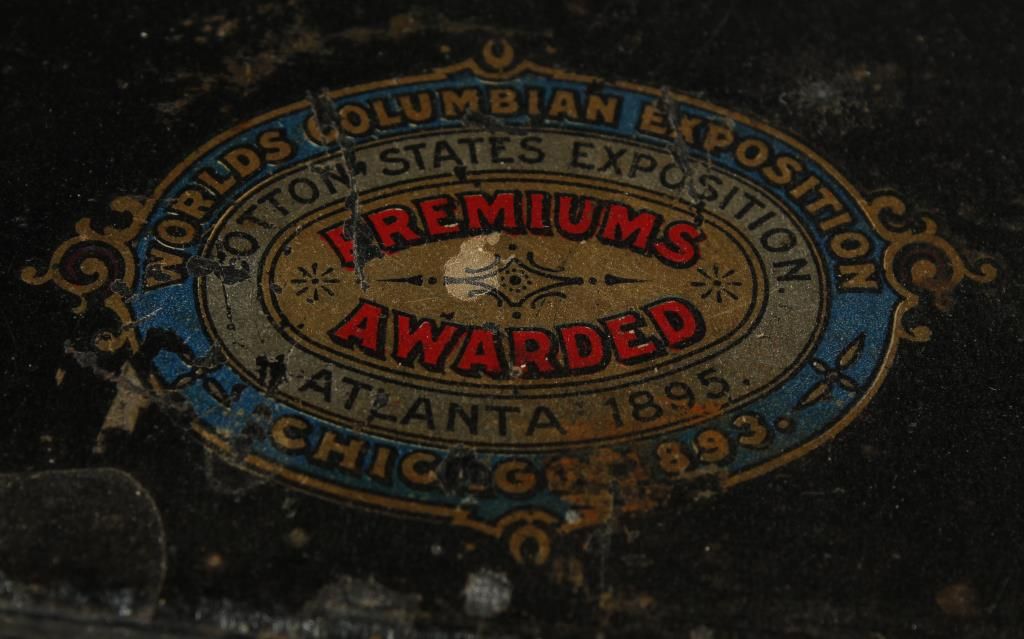 WORLDS COLUMBIAN EXPOSITION
COTTON STATES EXPOSITION.
PREMIUMS
AWARDED
ATLANTA 1895.
CHICAGO 1893.